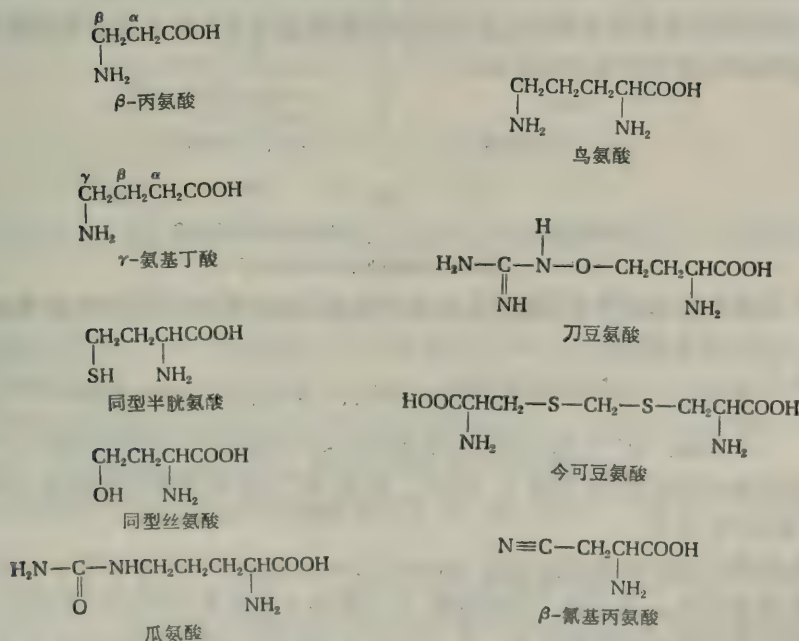 β α
CH₂CH₂COOH
NH₂
β-丙氨酸
γ β α
CH₂CH₂CH₂COOH
NH₂
γ-氨基丁酸
CH₂CH₂CHCOOH
SH NH₂
同型半胱氨酸
CH₂CH₂CHCOOH
OH NH₂
同型丝氨酸
H₂N—C—NHCH₂CH₂CH₂CHCOOH
O NH₂
瓜氨酸
CH₂CH₂CH₂CHCOOH
NH₂ NH₂
鸟氨酸
H
H₂N—C—N—O—CH₂CH₂CHCOOH
NH NH₂
刀豆氨酸
HOOCCHCH₂—S—CH₂—S—CH₂CHCOOH
NH₂ NH₂
今可豆氨酸
N≡C—CH₂CHCOOH
NH₂
β-氰基丙氨酸